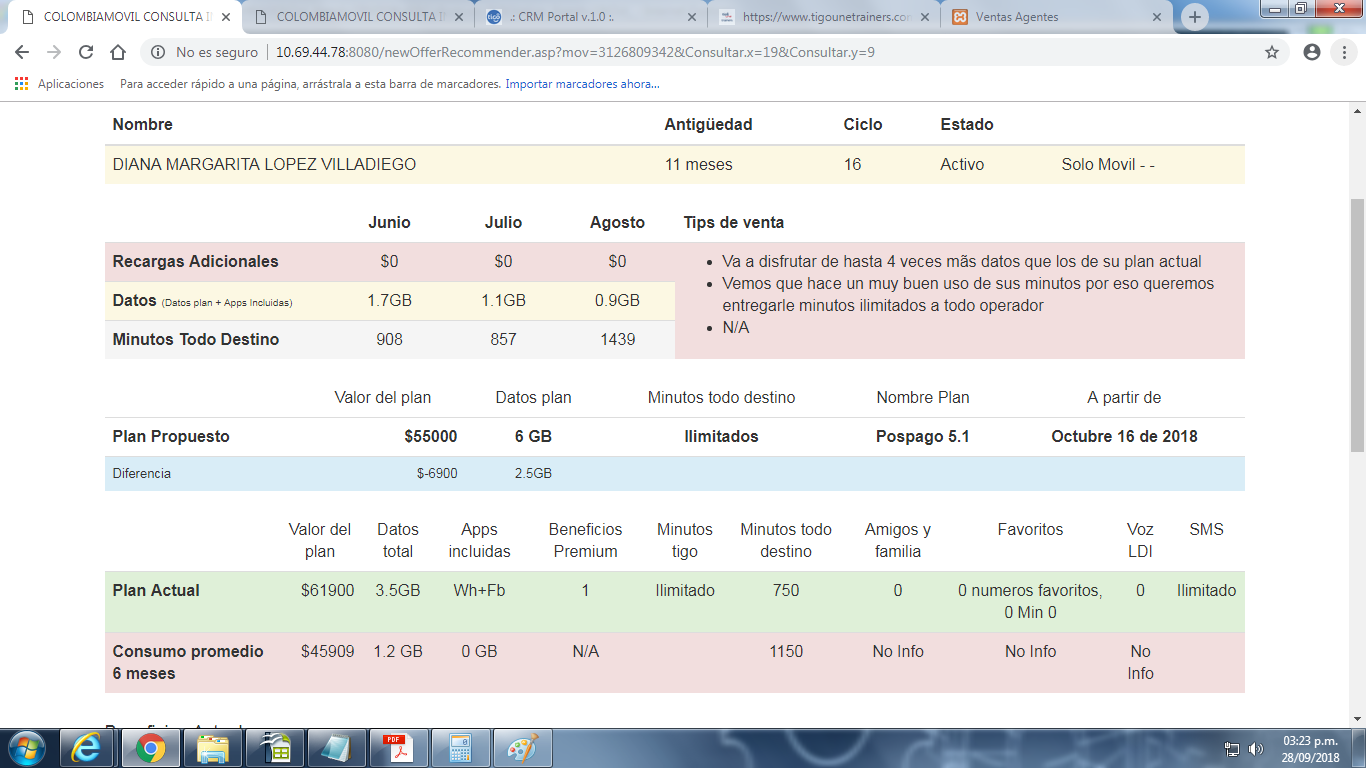 COLOMBIAMOVIL CONSULTA I
COLOMBIAMOVIL CONSULTA I
.: CRM Portal v.1.0 :.
https://www.tigounetrainers.co
Ventas Agentes
No es seguro | 10.69.44.78:8080/newOfferRecommender.asp?mov=3126809342&Consultar.x=19&Consultar.y=9
Aplicaciones Para acceder rápido a una página, arrástrala a esta barra de marcadores. Importar marcadores ahora...
Nombre Antigüedad Ciclo Estado
DIANA MARGARITA LOPEZ VILLADIEGO 11 meses 16 Activo Solo Movil - -
Junio Julio Agosto Tips de venta
Recargas Adicionales $0 $0 $0
• Va a disfrutar de hasta 4 veces mãs datos que los de su plan actual
• Vemos que hace un muy buen uso de sus minutos por eso queremos
entregarle minutos ilimitados a todo operador
• N/A
Datos (Datos plan + Apps Incluidas) 1.7GB 1.1GB 0.9GB
Minutos Todo Destino 908 857 1439
Valor del plan Datos plan Minutos todo destino Nombre Plan A partir de
Plan Propuesto $55000 6 GB Ilimitados Pospago 5.1 Octubre 16 de 2018
Diferencia $-6900 2.5GB
Valor del Datos Apps Beneficios Minutos Minutos todo Amigos y Favoritos Voz SMS
plan total incluidas Premium tigo destino familia LDI
Plan Actual $61900 3.5GB Wh+Fb 1 Ilimitado 750 0 0 numeros favoritos, 0 Ilimitado
0 Min 0
Consumo promedio $45909 1.2 GB 0 GB N/A 1150 No Info No Info No
6 meses Info
PDF
03:23 p.m.
28/09/2018